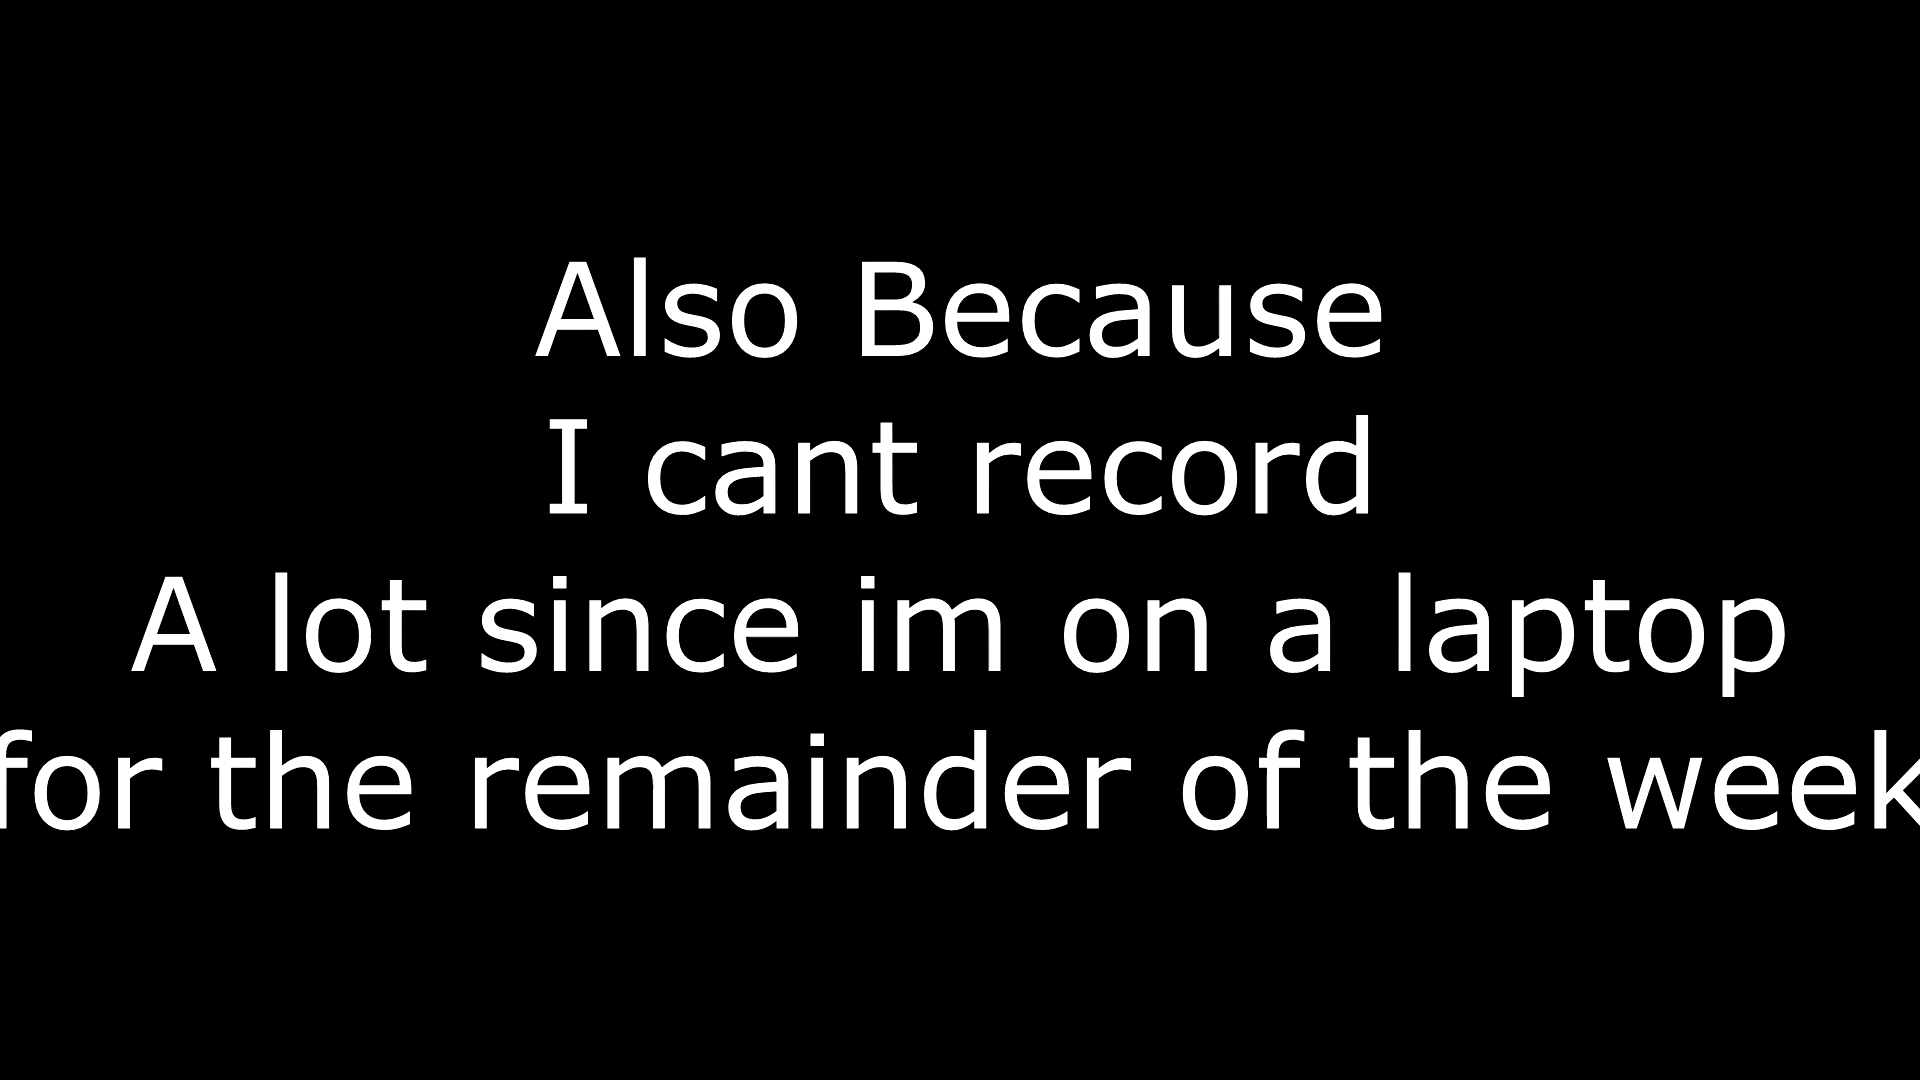 Also Because
I cant record
A lot since im on a laptop
for the remainder of the week